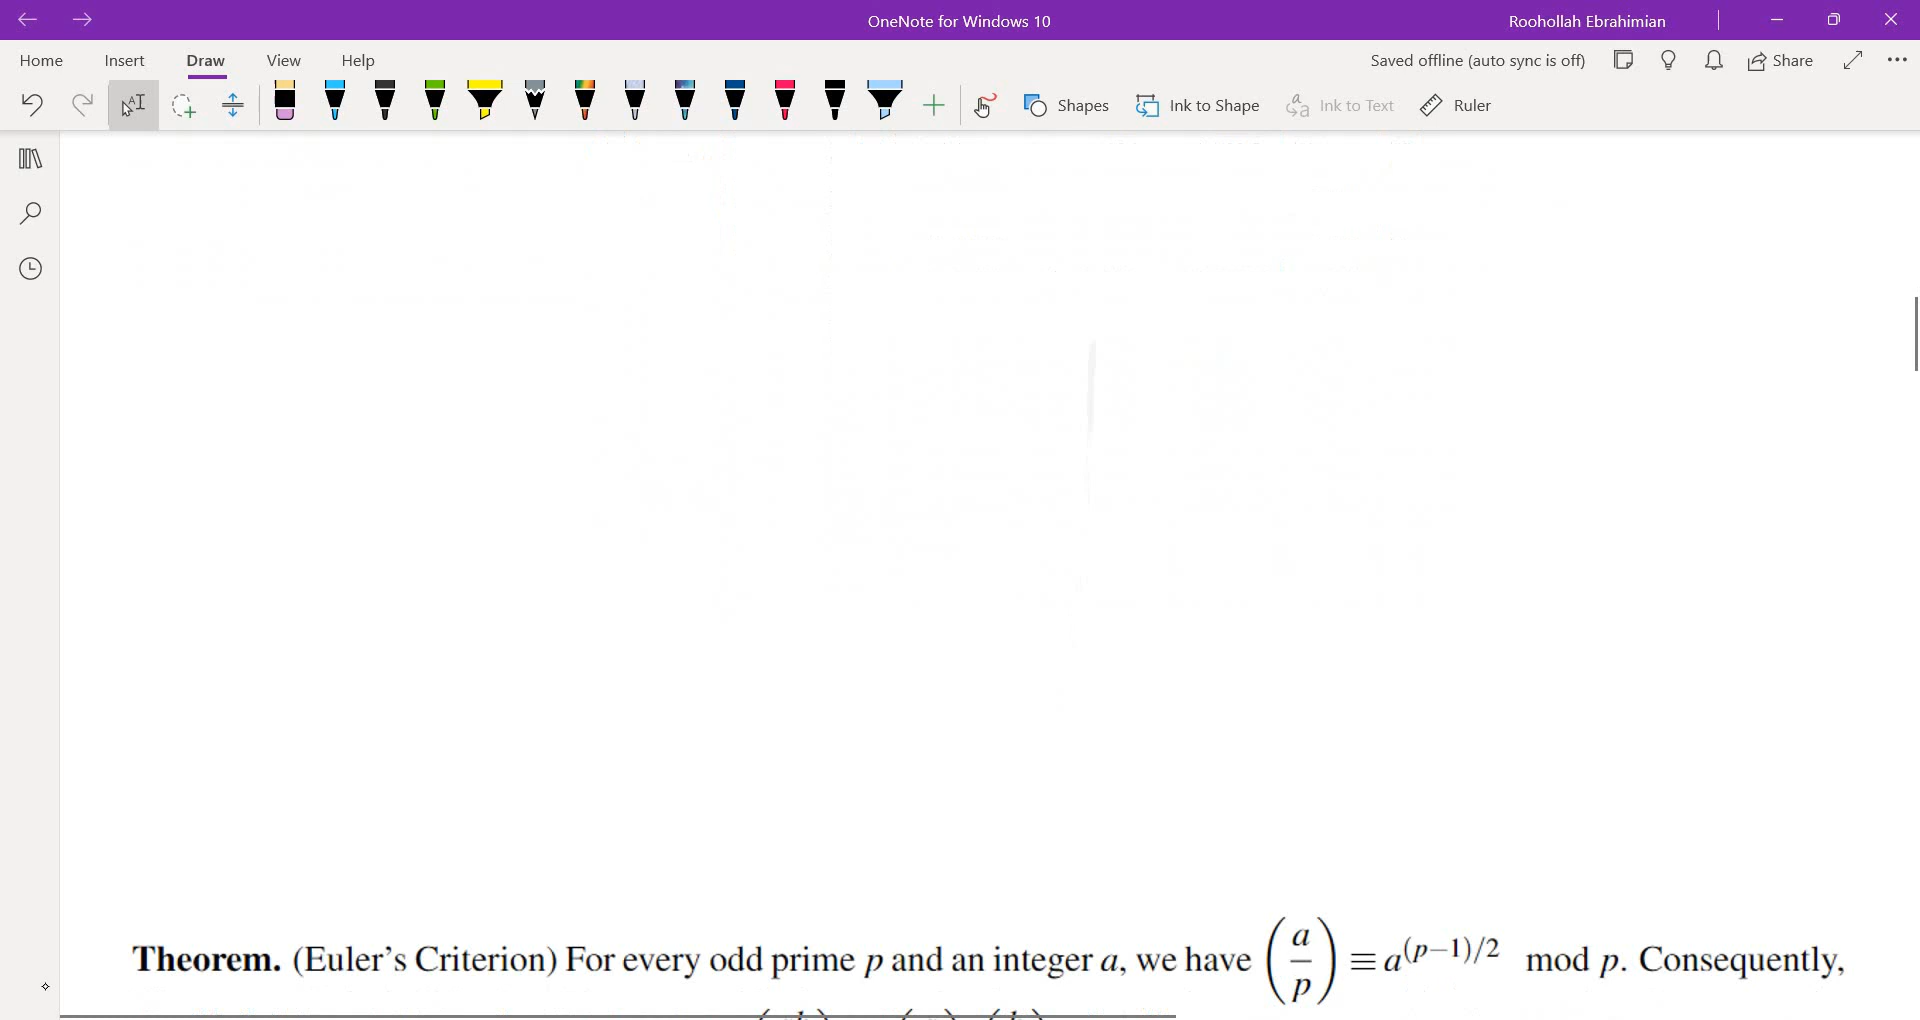 OneNote for Windows 10
Roohollah Ebrahimian
Home Insert Draw View Help
Saved offline (auto sync is off) Share
Shapes Ink to Shape Ink to Text Ruler
Theorem. (Euler's Criterion) For every odd prime p and an integer a, we have (a/p) ≡ a^{(p−1)/2} mod p. Consequently,